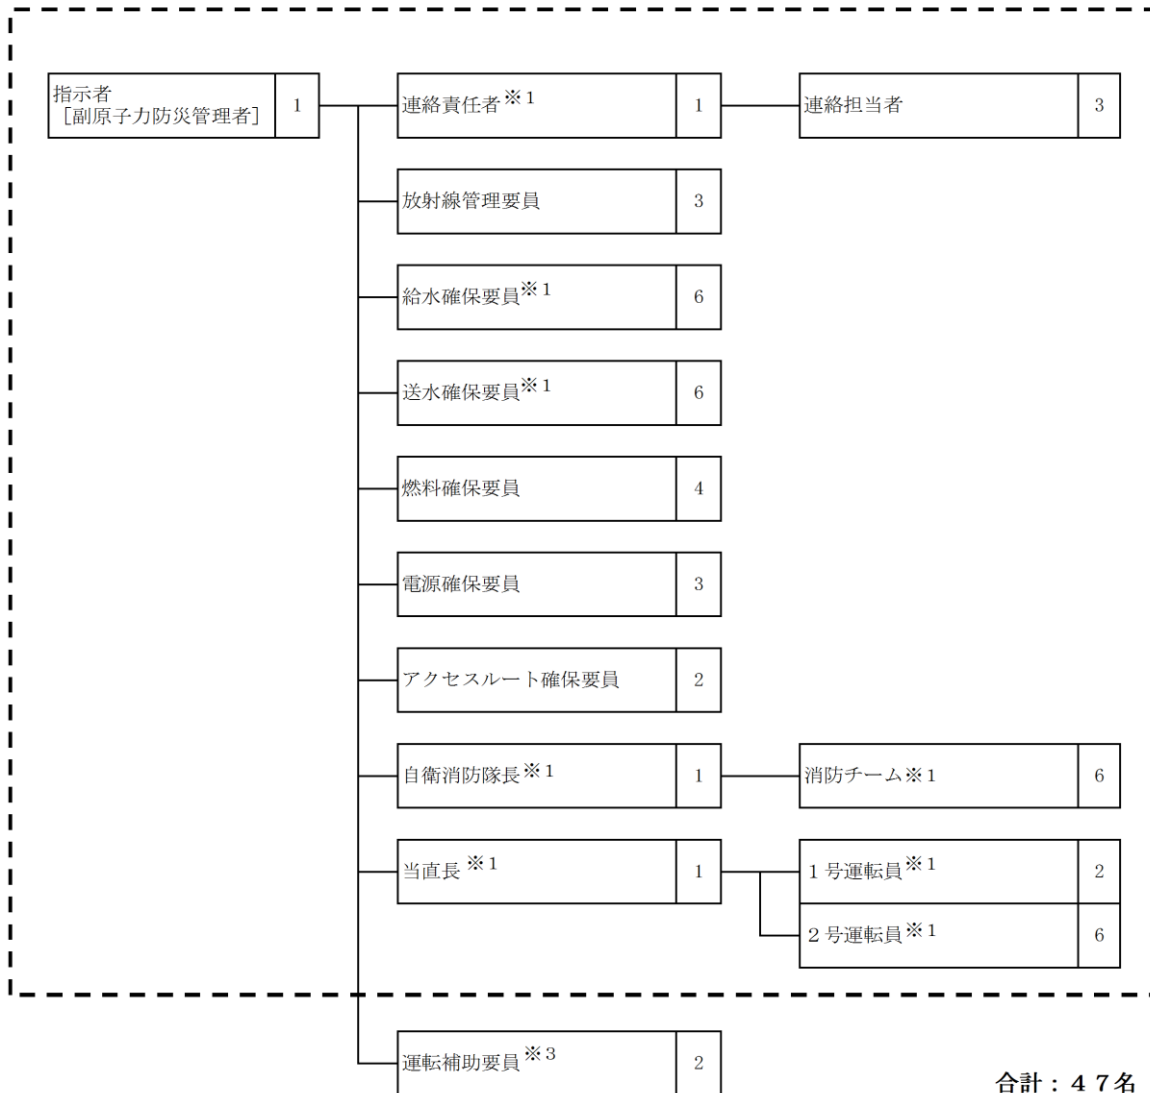 指示者
［副原子力防災管理者］
1
連絡責任者※1
1
連絡担当者
3
放射線管理要員
3
給水確保要員※1
6
送水確保要員※1
6
燃料確保要員
4
電源確保要員
3
アクセスルート確保要員
2
自衛消防隊長※1
1
消防チーム※1
6
当直長※1
1
1号運転員※1
2
2号運転員※1
6
運転補助要員※3
2
合計：47名